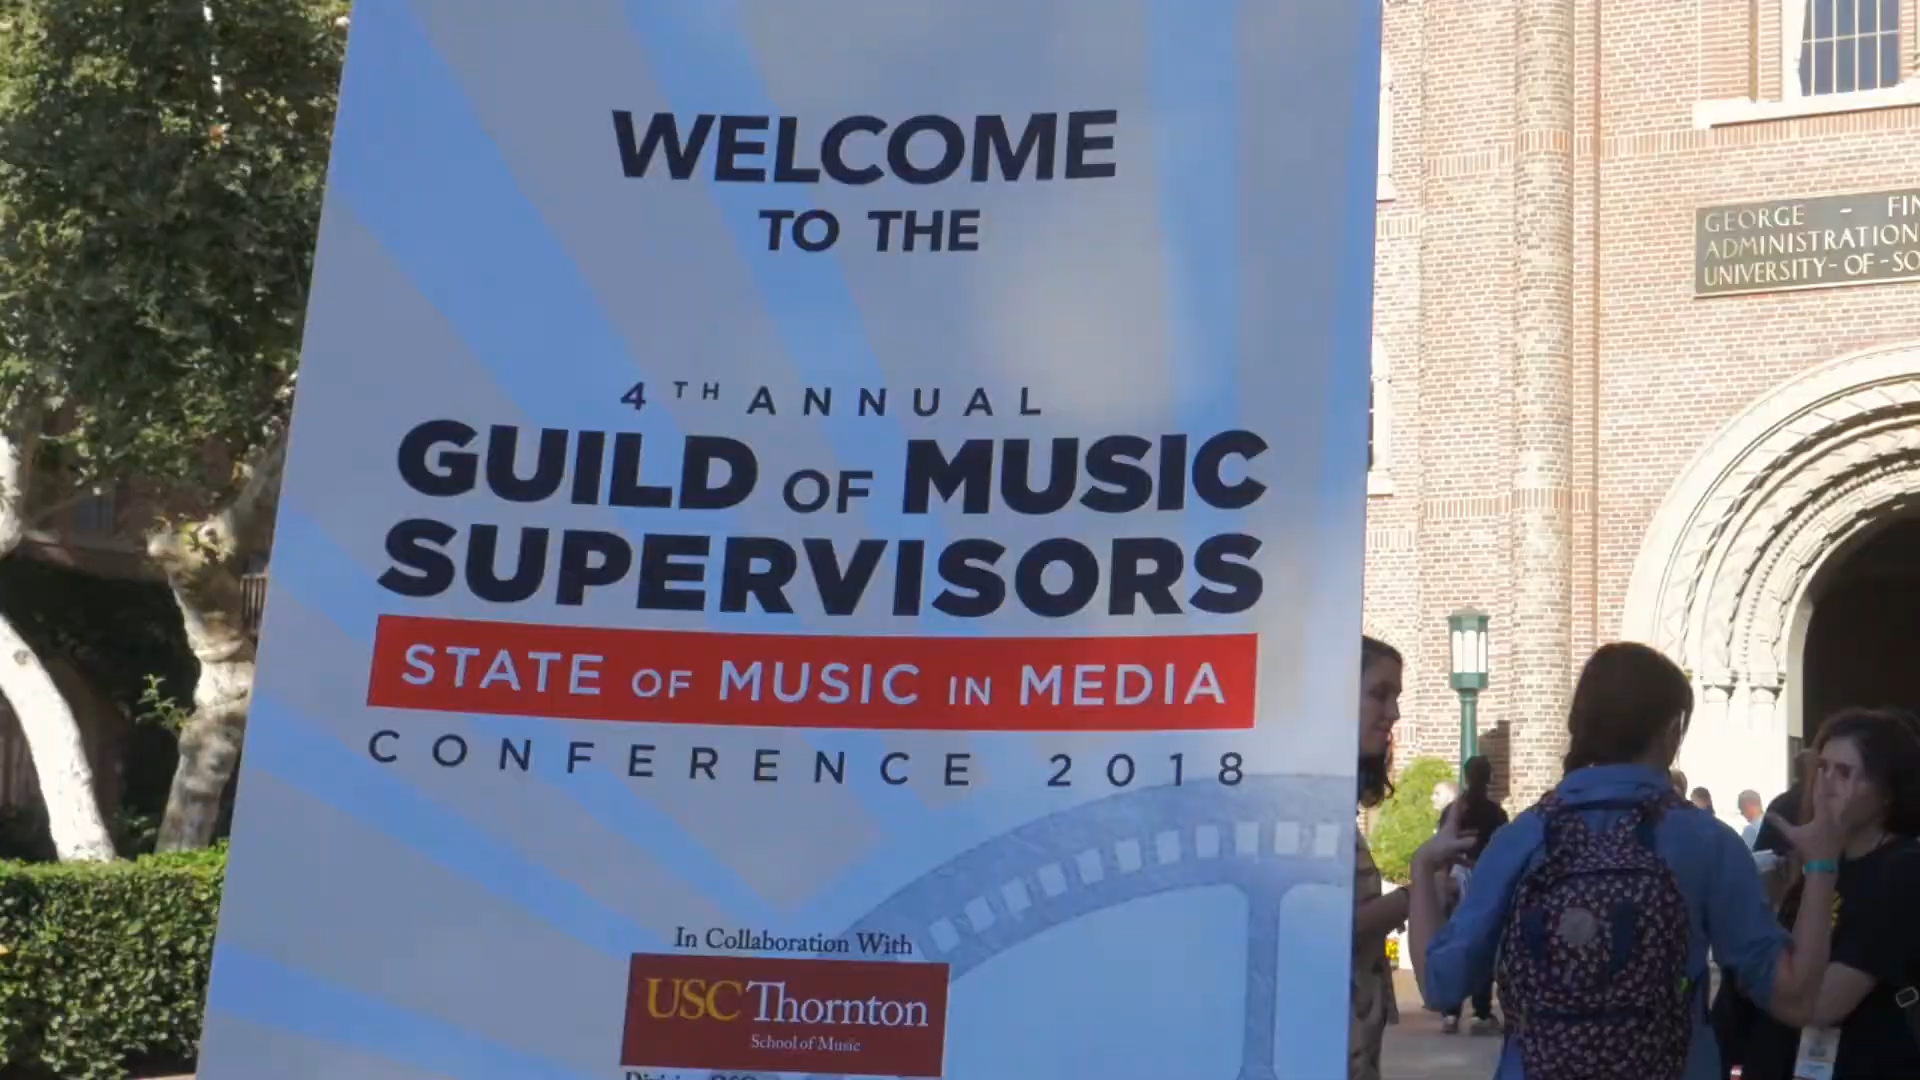 WELCOME
TO THE
4TH ANNUAL
GUILD OF MUSIC
SUPERVISORS
STATE OF MUSIC IN MEDIA
CONFERENCE 2018
In Collaboration With
USC Thornton
School of Music
GEORGE - FIN
ADMINISTRATION
UNIVERSITY-OF-SO